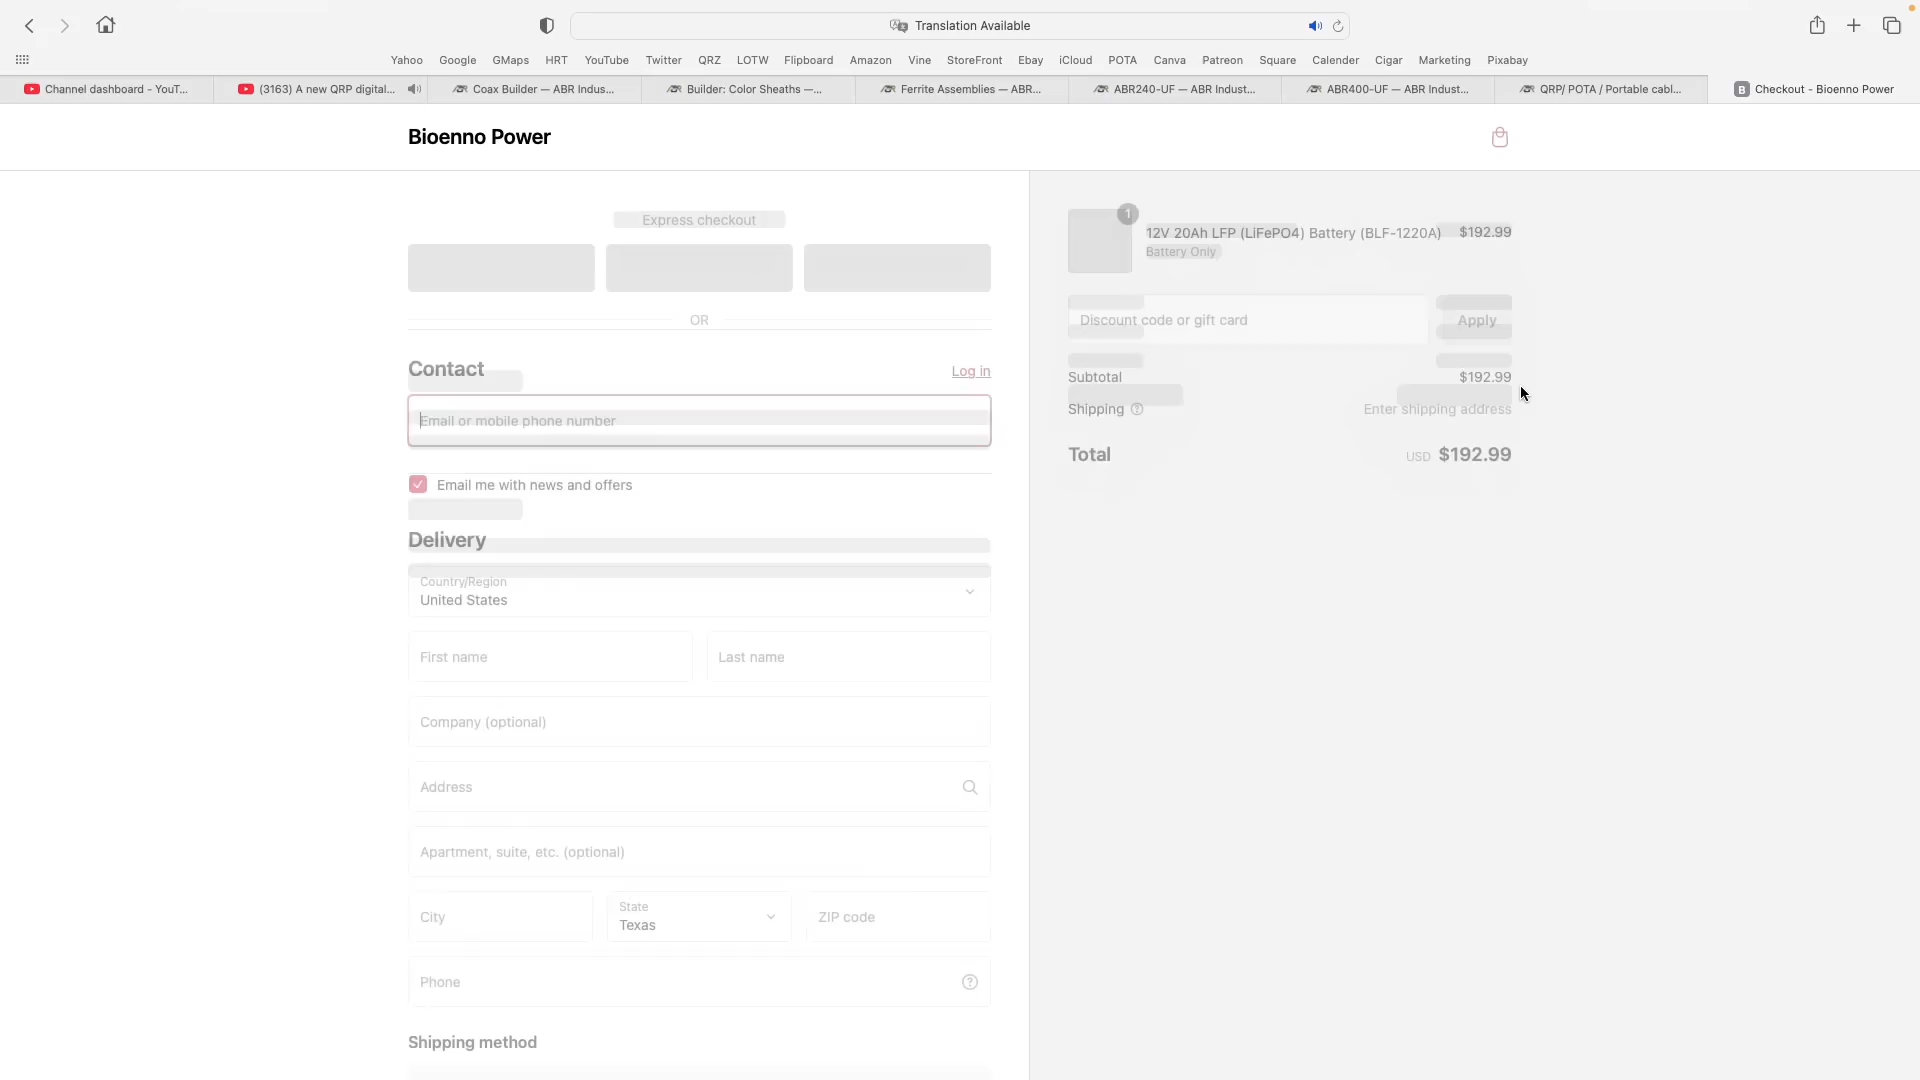 Translation Available
Yahoo Google GMaps HRT YouTube Twitter QRZ LOTW Flipboard Amazon Vine StoreFront Ebay iCloud Canva POTA Patreon Square Calender Cigar Marketing Pixabay
Channel dashboard - YouT... (3163) A new QRP digital... Coax Builder — ABR Indus... Builder: Color Sheaths —... Ferrite Assemblies — ABR... ABR240-UF — ABR Indust... ABR400-UF — ABR Indust... QRP/ POTA / Portable cabl... B Checkout - Bioenno Power
Bioenno Power
Express checkout
OR
Contact Log in
Email or mobile phone number
Email me with news and offers
Delivery
Country/Region
United States
First name Last name
Company (optional)
Address
Apartment, suite, etc. (optional)
City State Texas ZIP code
Phone
Shipping method
1
12V 20Ah LFP (LiFePO4) Battery (BLF-1220A) $192.99
Battery Only
Discount code or gift card Apply
Subtotal $192.99
Shipping Enter shipping address
Total USD $192.99